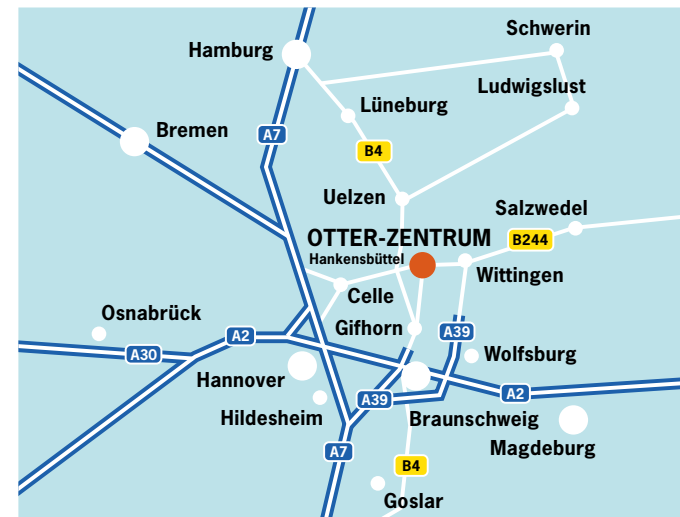 Schwerin
Hamburg
Ludwigslust
Lüneburg
Bremen
A7
B4
Uelzen
Salzwedel
OTTER-ZENTRUM
B244
Hankensbüttel
Wittingen
Celle
Osnabrück
Gifhorn
A39
A2
A30
Wolfsburg
Hannover
A2
A39
Hildesheim
Braunschweig
Magdeburg
A7
B4
Goslar